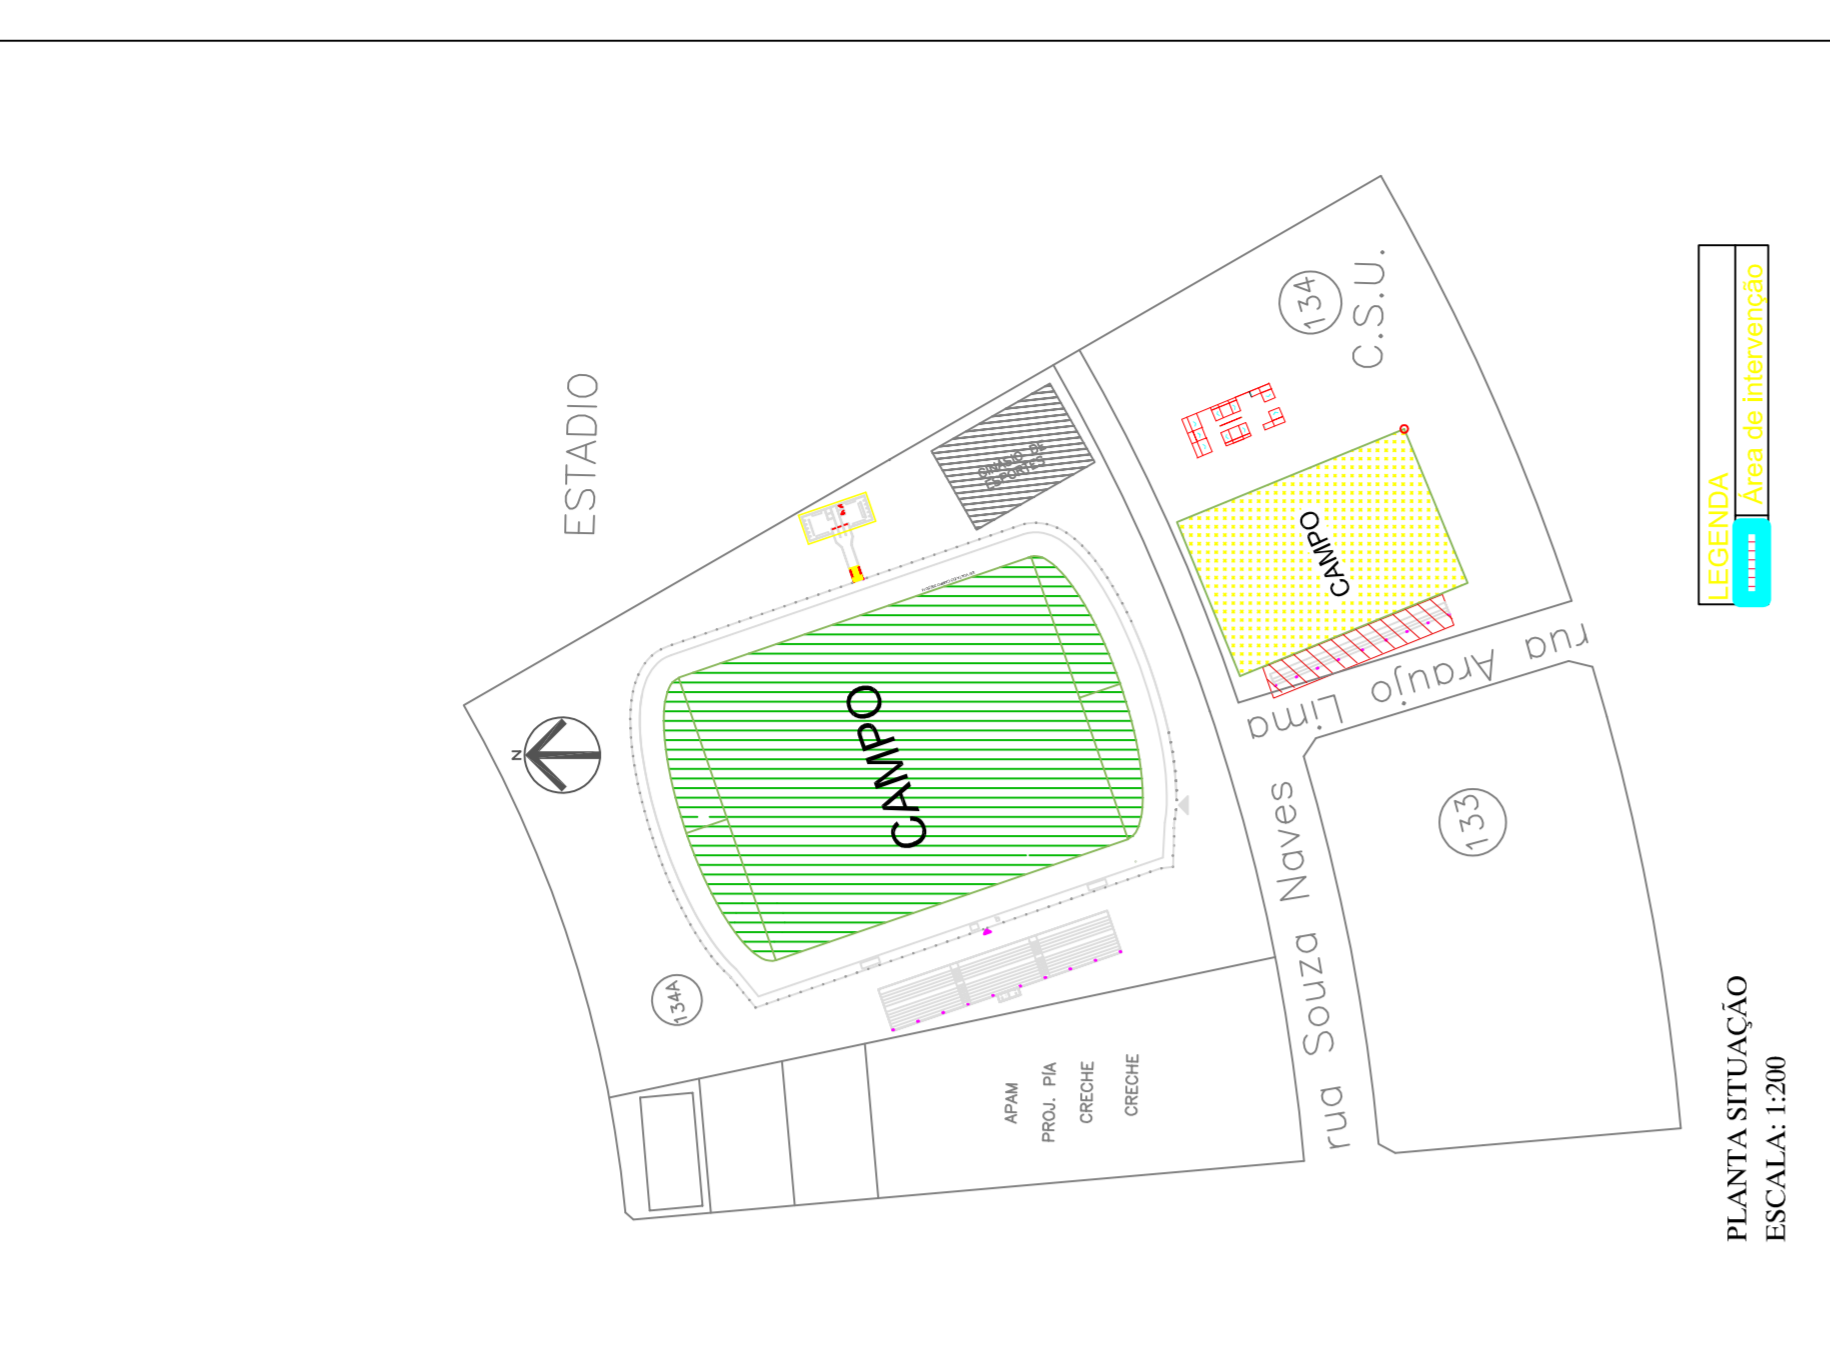 ESTADIO
N
134
C.S.U.
GINÁSIO DE
ESPORTES
CAMPO
CAMPO
rua Araujo Lima
rua Souza Naves
133
134A
APAM
PROJ. PIA
CRECHE
CRECHE
LEGENDA
Área de intervenção
PLANTA SITUAÇÃO
ESCALA: 1:200